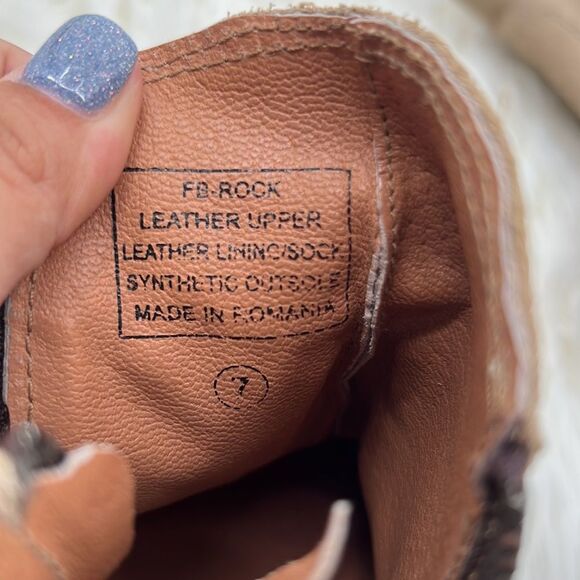 FB-ROCK
LEATHER UPPER
LEATHER LINING/SOCK
SYNTHETIC OUTSOLE
MADE IN ROMANIA
7